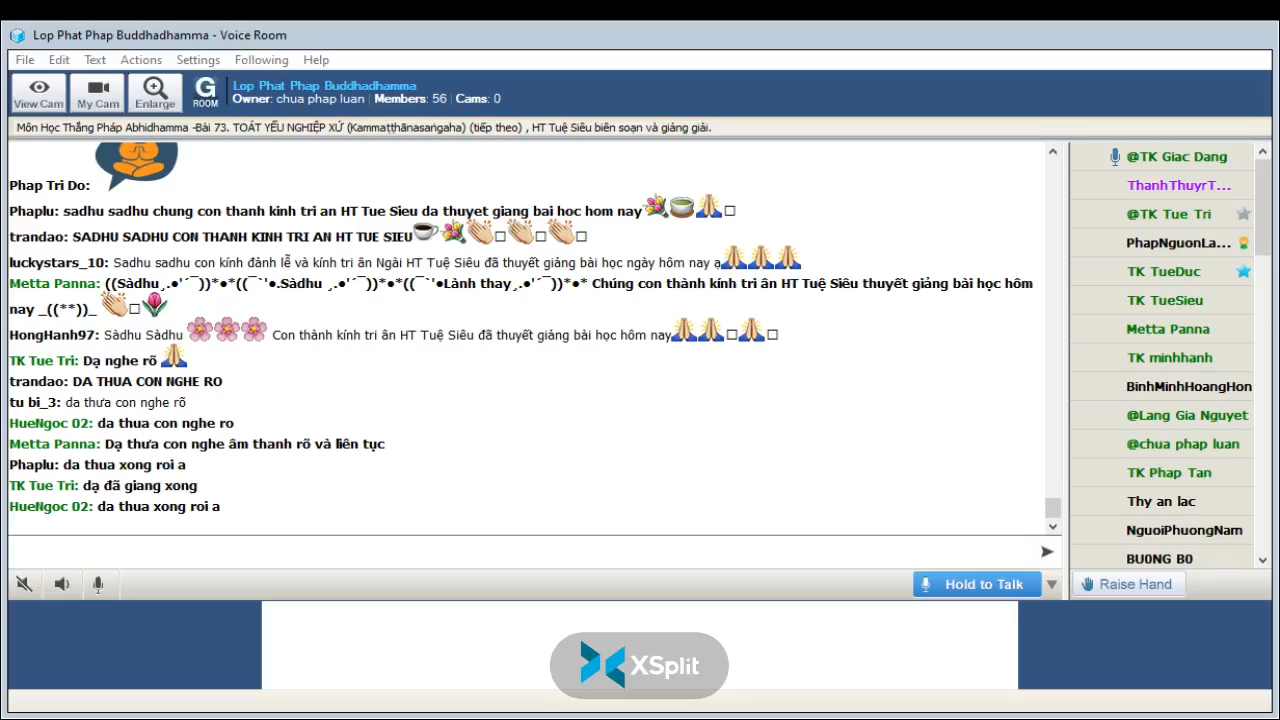 Lop Phat Phap Buddhadhamma - Voice Room
File Edit Text Actions Settings Following Help
View Cam My Cam Enlarge G ROOM
Lop Phat Phap Buddhadhamma
Owner: chua phap luan | Members: 56 | Cams: 0
Môn Học Thắng Pháp Abhidhamma -Bài 73. TOÁT YẾU NGHIỆP XỨ (Kammaṭṭhānasaṅgaha) (tiếp theo) , HT Tuệ Siêu biên soạn và giảng giải.
Phap Tri Do:
Phaplu: sadhu sadhu chung con thanh kinh tri an HT Tue Sieu da thuyet giang bai hoc hom nay
trandao: SADHU SADHU CON THANH KINH TRI AN HT TUE SIEU
luckystars_10: Sadhu sadhu con kính đảnh lễ và kính tri ân Ngài HT Tuệ Siêu đã thuyết giảng bài học ngày hôm nay ạ
Metta Panna: ((Sàdhu¸.•'´¯))*•*((¯`'•.Sàdhu ¸.•'´¯))*•*((¯`'•Lành thay¸.•'´¯))*•* Chúng con thành kính tri ân HT Tuệ Siêu thuyết giảng bài học hôm
nay _((**))_
HongHanh97: Sàdhu Sàdhu Con thành kính tri ân HT Tuệ Siêu đã thuyết giảng bài học hôm nay
TK Tue Tri: Dạ nghe rõ
trandao: DA THUA CON NGHE RO
tu bi_3: da thưa con nghe rõ
HueNgoc 02: da thua con nghe ro
Metta Panna: Dạ thưa con nghe âm thanh rõ và liên tục
Phaplu: da thua xong roi a
TK Tue Tri: dạ đã giang xong
HueNgoc 02: da thua xong roi a
@TK Giac Dang
ThanhThuyrT...
@TK Tue Tri
PhapNguonLa...
TK TueDuc
TK TueSieu
Metta Panna
TK minhhanh
BinhMinhHoangHon
@Lang Gia Nguyet
@chua phap luan
TK Phap Tan
Thy an lac
NguoiPhuongNam
BU0NG B0
Hold to Talk
Raise Hand
XSplit